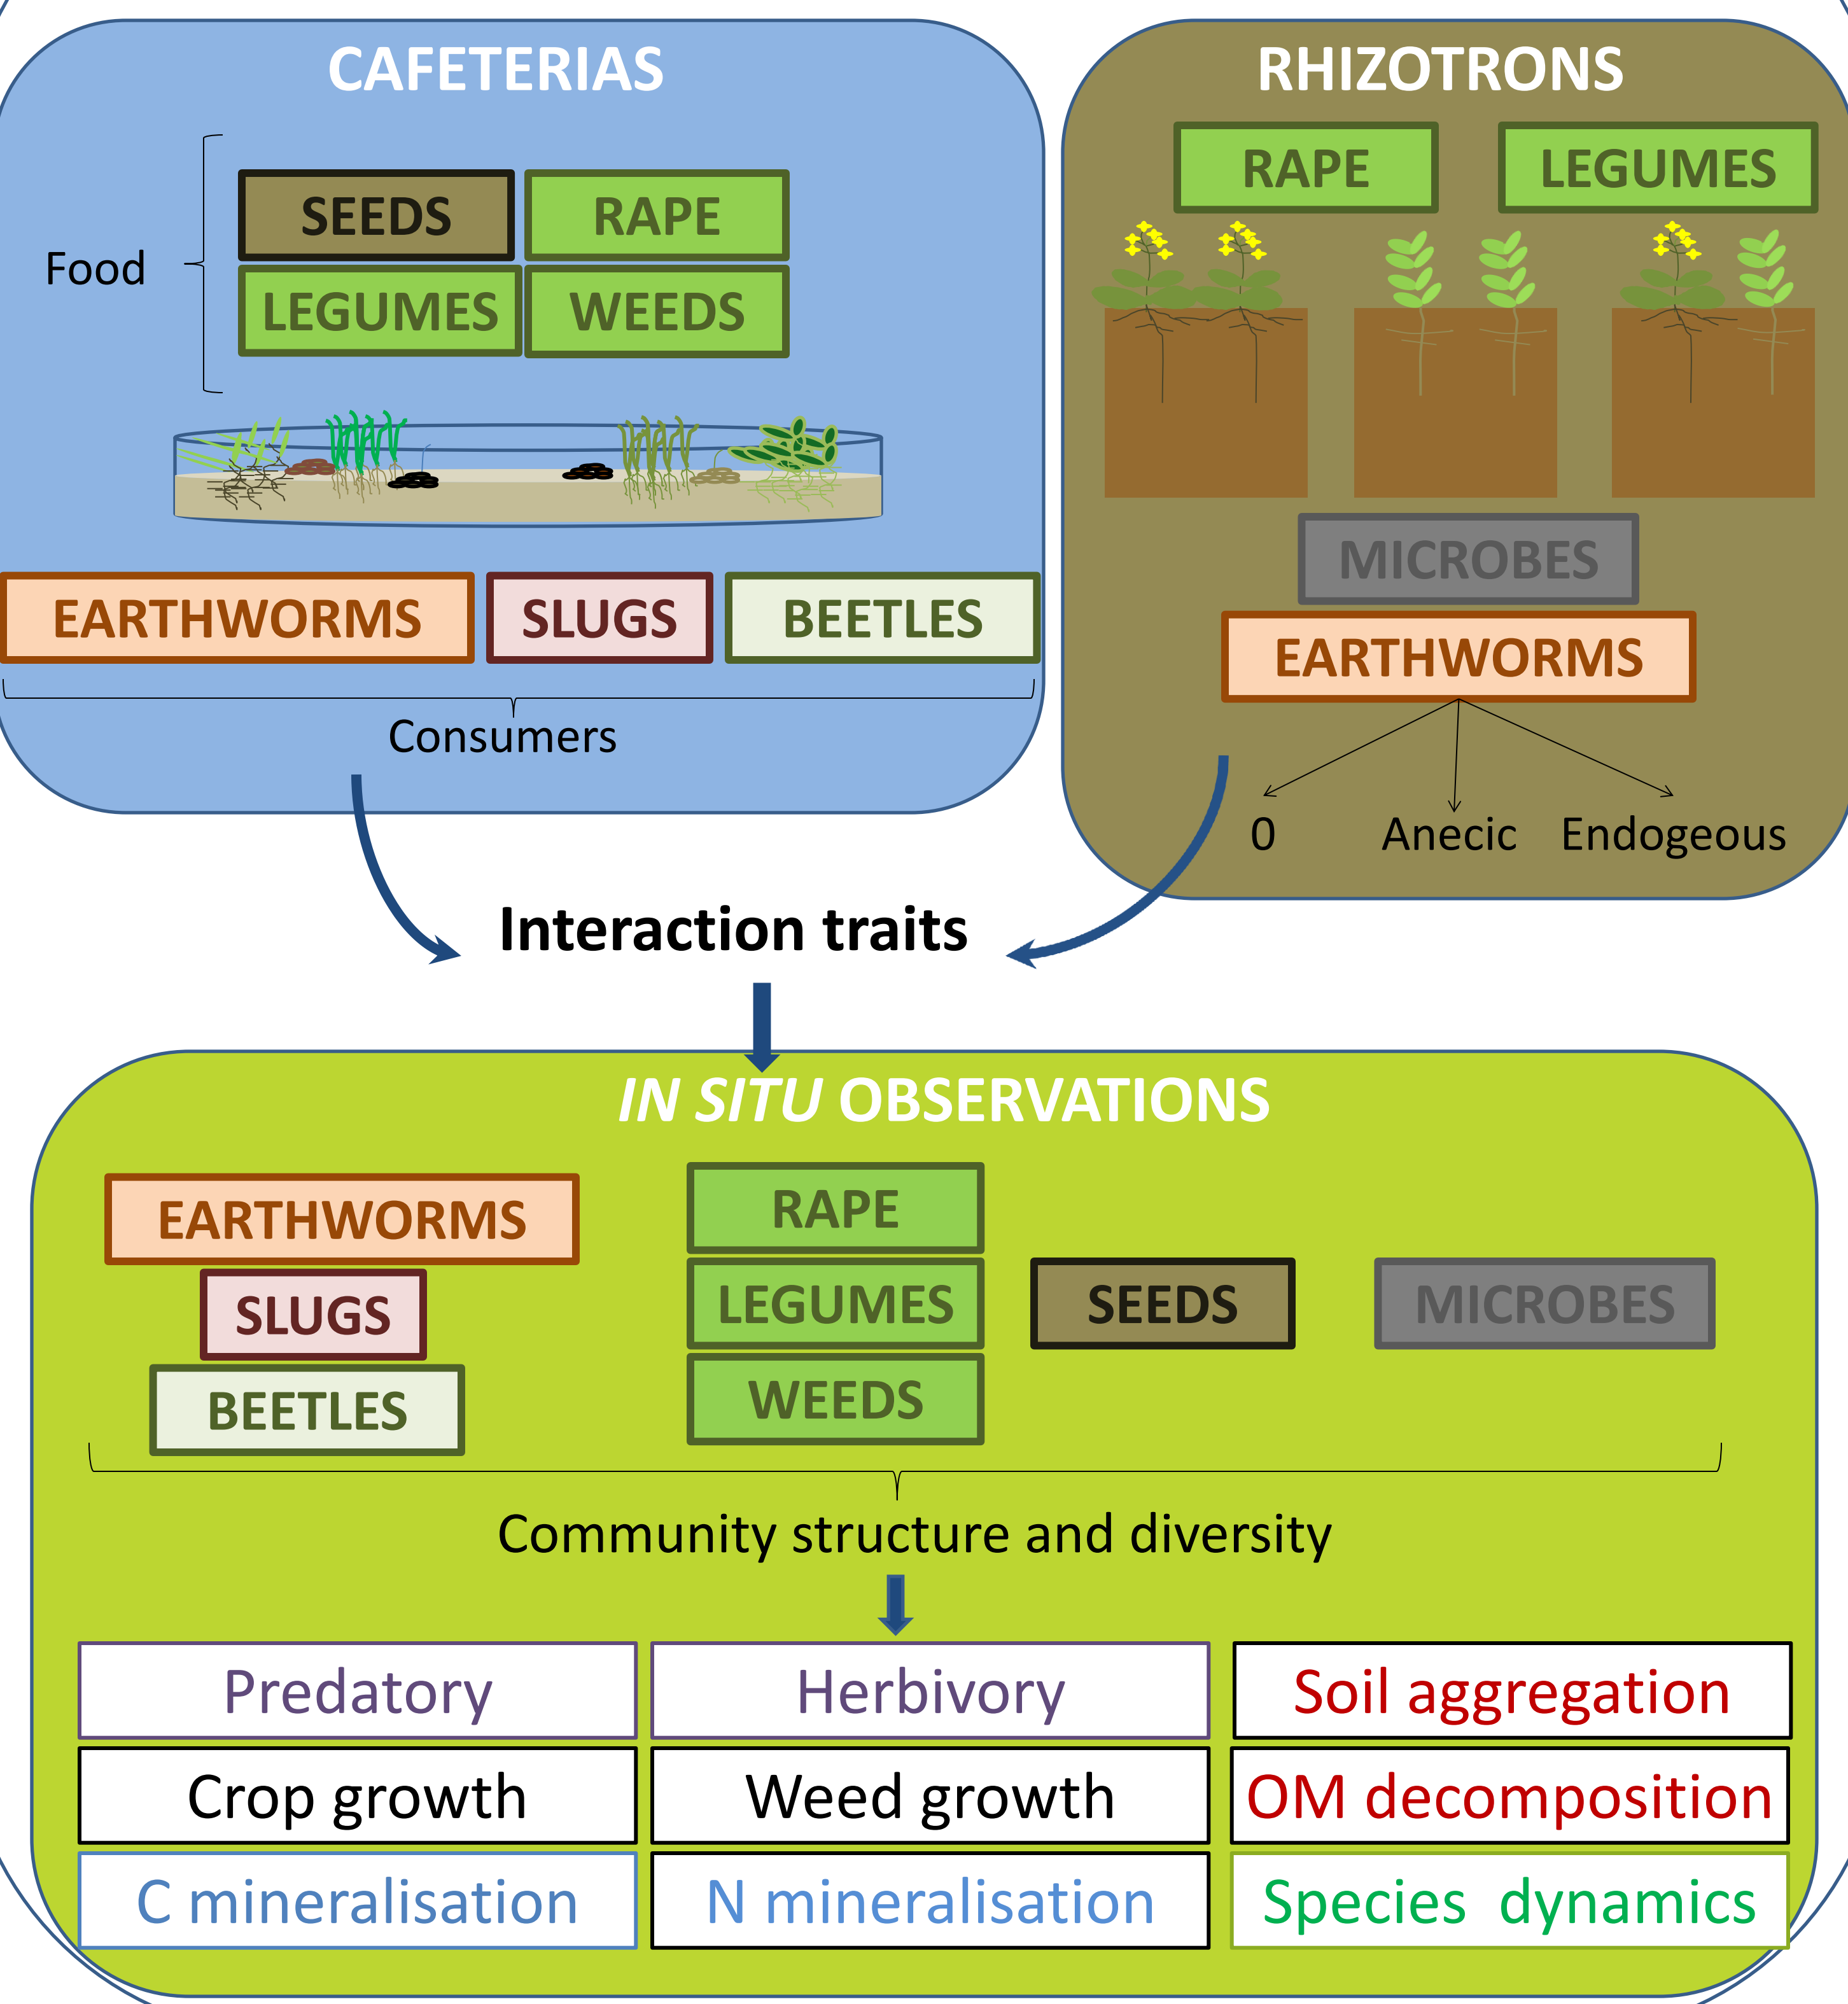 CAFETERIAS
Food
SEEDS
RAPE
LEGUMES
WEEDS
EARTHWORMS
SLUGS
BEETLES
Consumers
RHIZOTRONS
RAPE
LEGUMES
MICROBES
EARTHWORMS
0
Anecic
Endogeous
Interaction traits
IN SITU OBSERVATIONS
EARTHWORMS
SLUGS
BEETLES
RAPE
LEGUMES
WEEDS
SEEDS
MICROBES
Community structure and diversity
Predatory
Herbivory
Soil aggregation
Crop growth
Weed growth
OM decomposition
C mineralisation
N mineralisation
Species dynamics